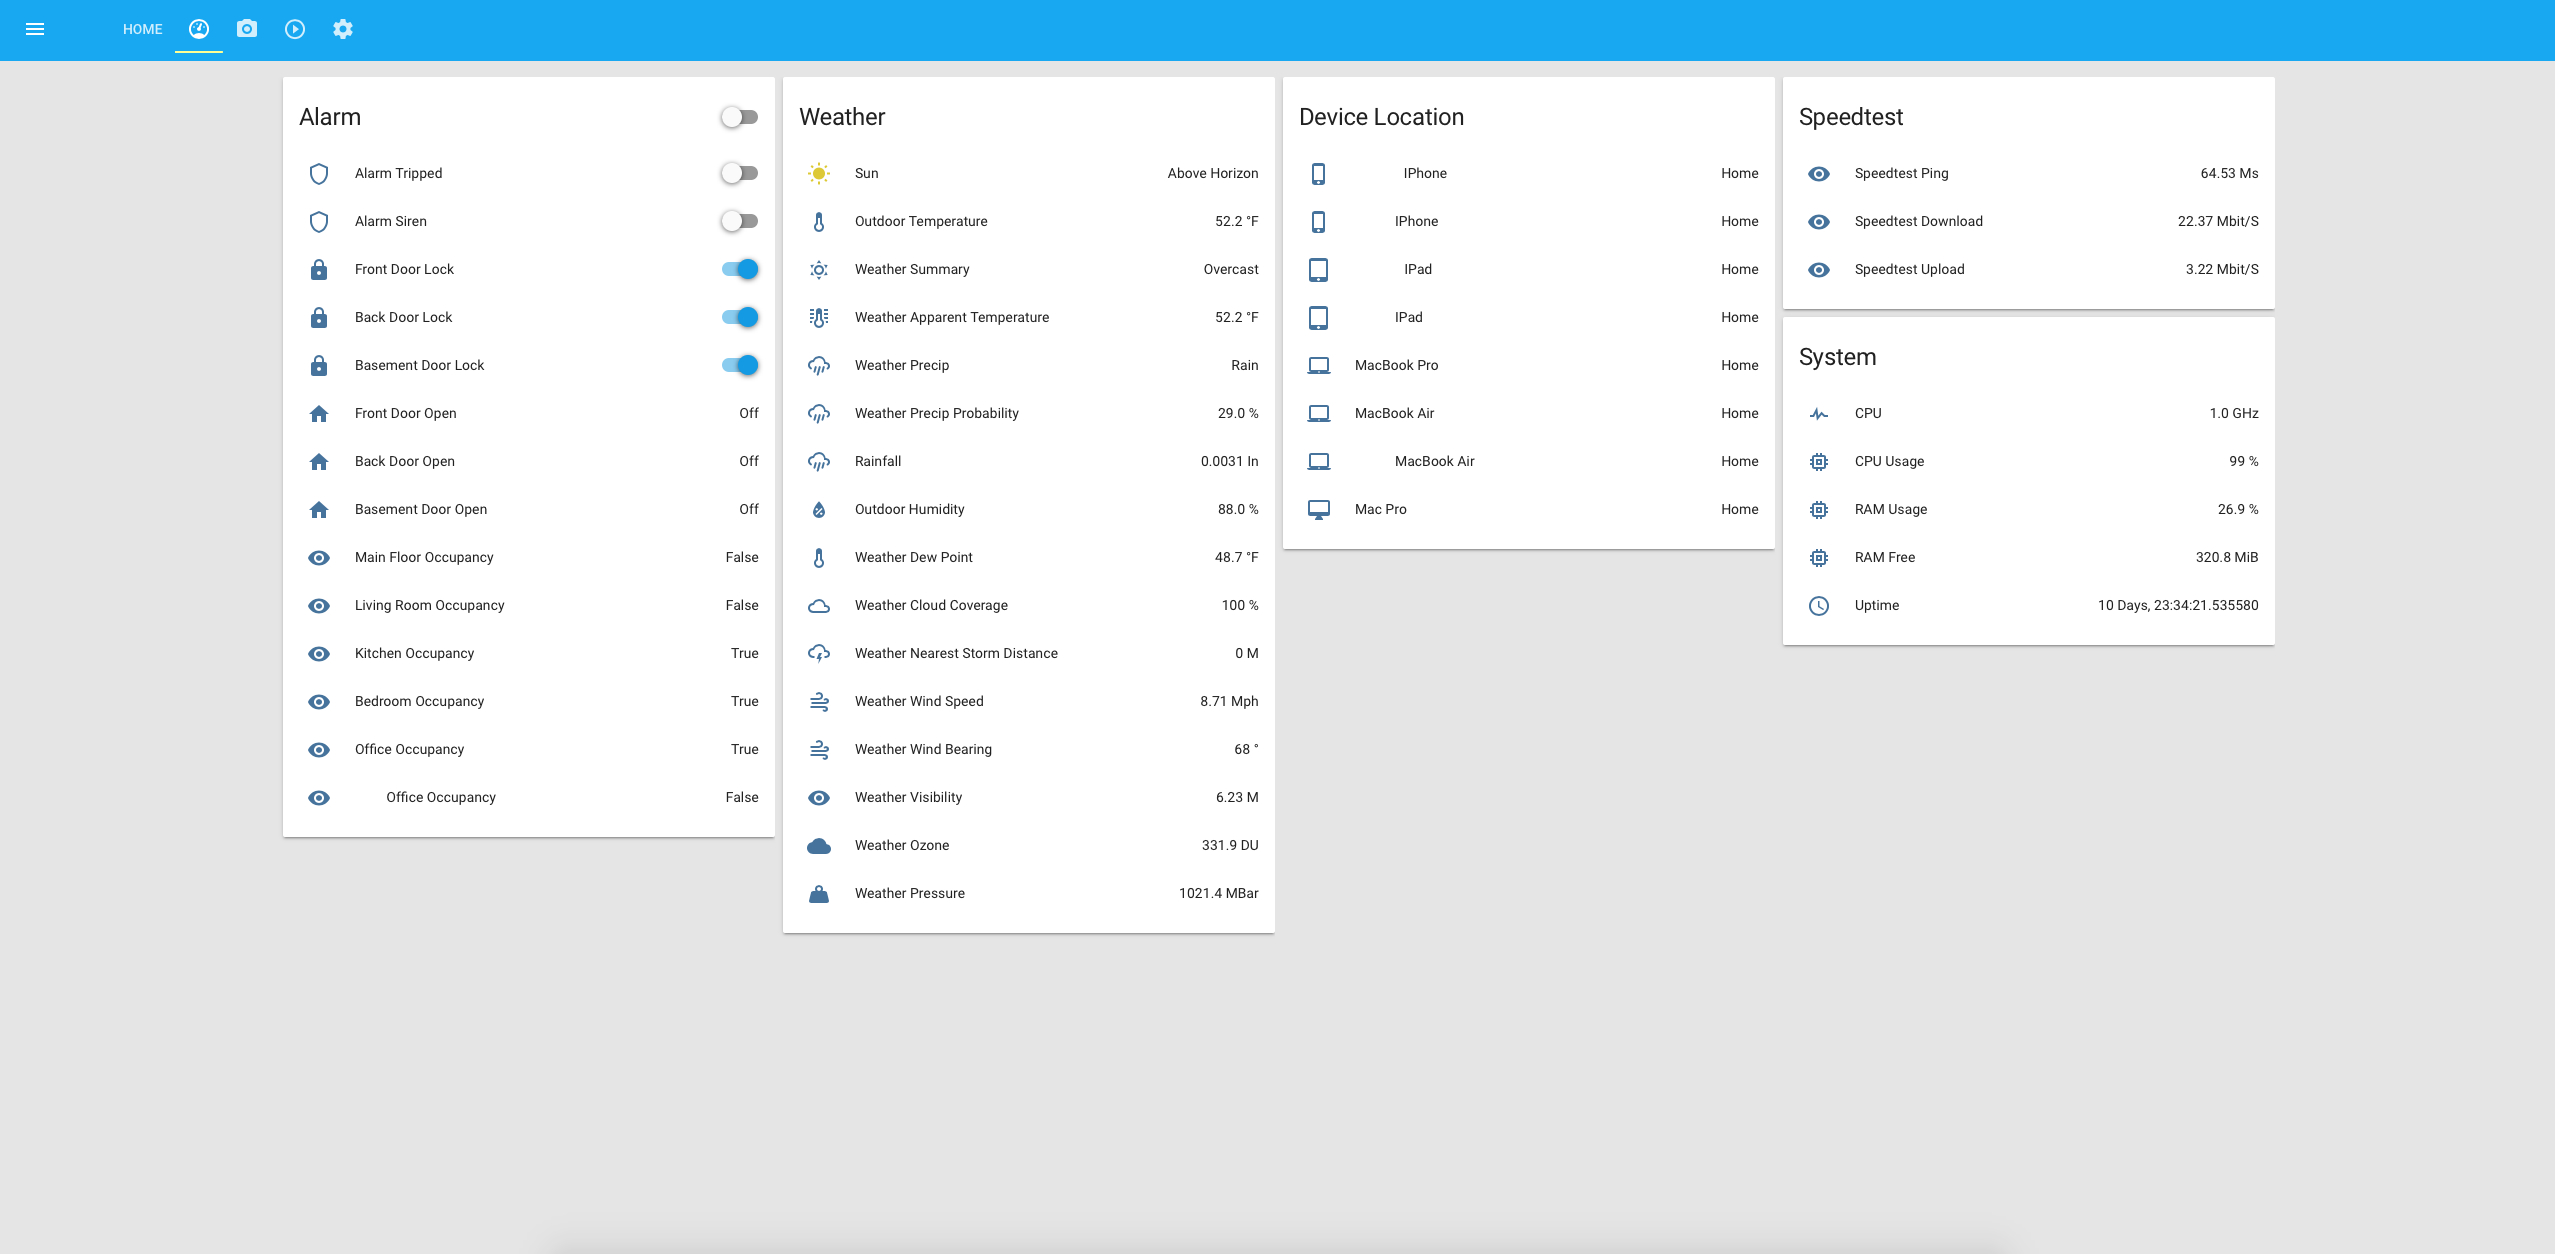 HOME
Alarm
Alarm Tripped
Alarm Siren
Front Door Lock
Back Door Lock
Basement Door Lock
Front Door Open Off
Back Door Open Off
Basement Door Open Off
Main Floor Occupancy False
Living Room Occupancy False
Kitchen Occupancy True
Bedroom Occupancy True
Office Occupancy True
Office Occupancy False
Weather
Sun Above Horizon
Outdoor Temperature 52.2 °F
Weather Summary Overcast
Weather Apparent Temperature 52.2 °F
Weather Precip Rain
Weather Precip Probability 29.0 %
Rainfall 0.0031 In
Outdoor Humidity 88.0 %
Weather Dew Point 48.7 °F
Weather Cloud Coverage 100 %
Weather Nearest Storm Distance 0 M
Weather Wind Speed 8.71 Mph
Weather Wind Bearing 68 °
Weather Visibility 6.23 M
Weather Ozone 331.9 DU
Weather Pressure 1021.4 MBar
Device Location
IPhone Home
IPhone Home
IPad Home
IPad Home
MacBook Pro Home
MacBook Air Home
MacBook Air Home
Mac Pro Home
Speedtest
Speedtest Ping 64.53 Ms
Speedtest Download 22.37 Mbit/S
Speedtest Upload 3.22 Mbit/S
System
CPU 1.0 GHz
CPU Usage 99 %
RAM Usage 26.9 %
RAM Free 320.8 MiB
Uptime 10 Days, 23:34:21.535580